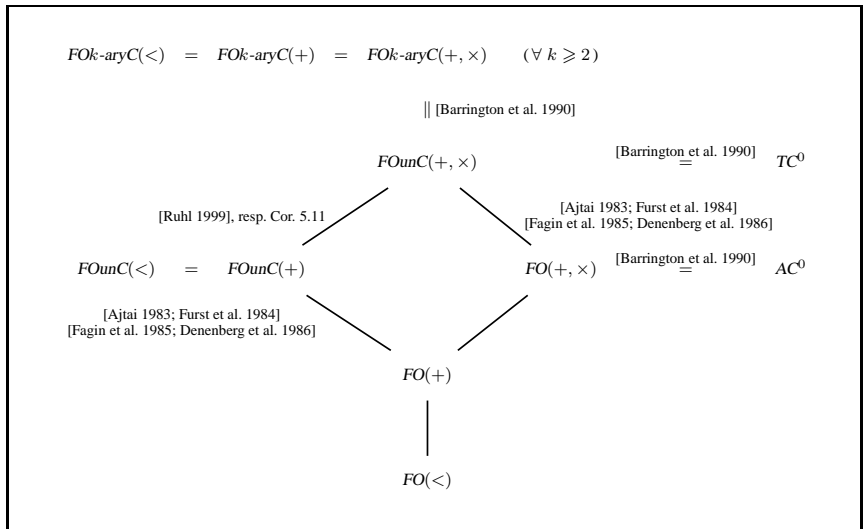 FOk-aryC(<) = FOk-aryC(+) = FOk-aryC(+, ×) (∀ k ⩾ 2)
|| [Barrington et al. 1990]
FOunC(+, ×) [Barrington et al. 1990] = TC⁰
[Ruhl 1999], resp. Cor. 5.11
[Ajtai 1983; Furst et al. 1984]
[Fagin et al. 1985; Denenberg et al. 1986]
FOunC(<) = FOunC(+) FO(+, ×) [Barrington et al. 1990] = AC⁰
[Ajtai 1983; Furst et al. 1984]
[Fagin et al. 1985; Denenberg et al. 1986]
FO(+)
FO(<)